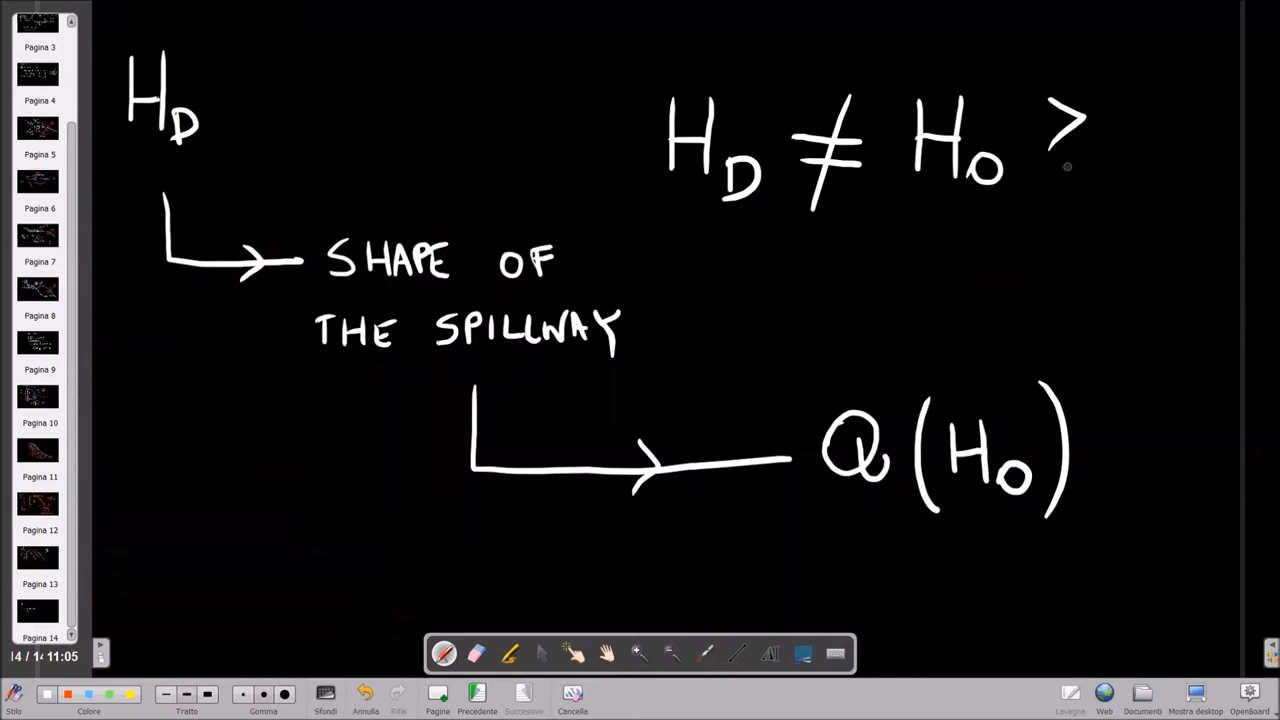 Pagina 3
Pagina 4
Pagina 5
Pagina 6
Pagina 7
Pagina 8
Pagina 9
Pagina 10
Pagina 11
Pagina 12
Pagina 13
Pagina 14
H_D
H_D ≠ H_0 >
SHAPE OF
THE SPILLWAY
Q(H_0)
11:05
Stilo
Colore
Tratto
Gomma
Sfondi
Annulla
Rifai
Pagine
Precedente
Successivo
Cancella
Lavagna
Web
Documenti
Mostra desktop
OpenBoard